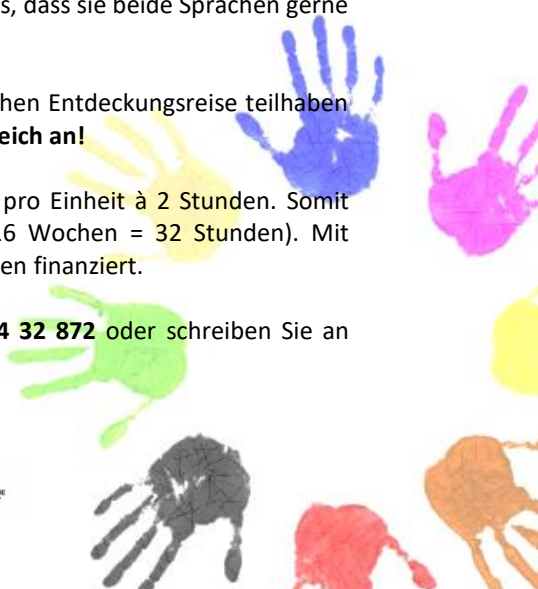 s, dass sie beide Sprachen gerne
hen Entdeckungsreise teilhaben
eich an!
pro Einheit à 2 Stunden. Somit
16 Wochen = 32 Stunden). Mit
en finanziert.
4 32 872 oder schreiben Sie an